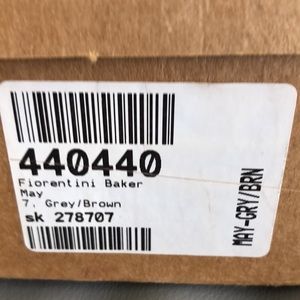 440440
Fiorentini Baker
May
7, Grey/Brown
sk 278707
MAY-GRY/BRN